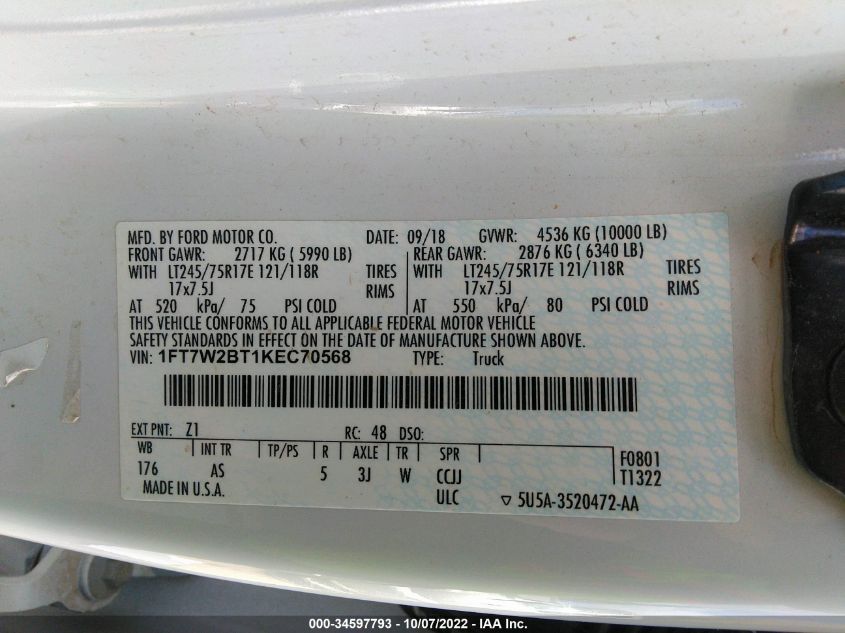 MFD. BY FORD MOTOR CO. DATE: 09/18 GVWR: 4536 KG (10000 LB)
FRONT GAWR: 2717 KG ( 5990 LB) REAR GAWR: 2876 KG ( 6340 LB)
WITH LT245/75R17E 121/118R TIRES WITH LT245/75R17E 121/118R TIRES
17x7.5J RIMS 17x7.5J RIMS
AT 520 kPa/ 75 PSI COLD AT 550 kPa/ 80 PSI COLD
THIS VEHICLE CONFORMS TO ALL APPLICABLE FEDERAL MOTOR VEHICLE
SAFETY STANDARDS IN EFFECT ON THE DATE OF MANUFACTURE SHOWN ABOVE.
VIN: 1FT7W2BT1KEC70568 TYPE: Truck
EXT PNT: Z1 RC: 48 DSO:
WB INT TR TP/PS R AXLE TR SPR F0801
176 AS 5 3J W CCJJ T1322
MADE IN U.S.A. ULC ▽ 5U5A-3520472-AA
000-34597793 - 10/07/2022 - IAA Inc.